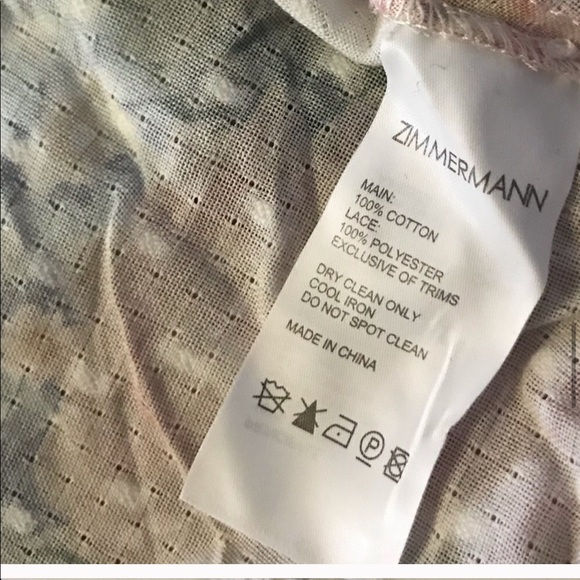 ZIMMERMANN
MAIN:
100% COTTON
LACE:
100% POLYESTER
EXCLUSIVE OF TRIMS
DRY CLEAN ONLY
COOL IRON
DO NOT SPOT CLEAN
MADE IN CHINA
P